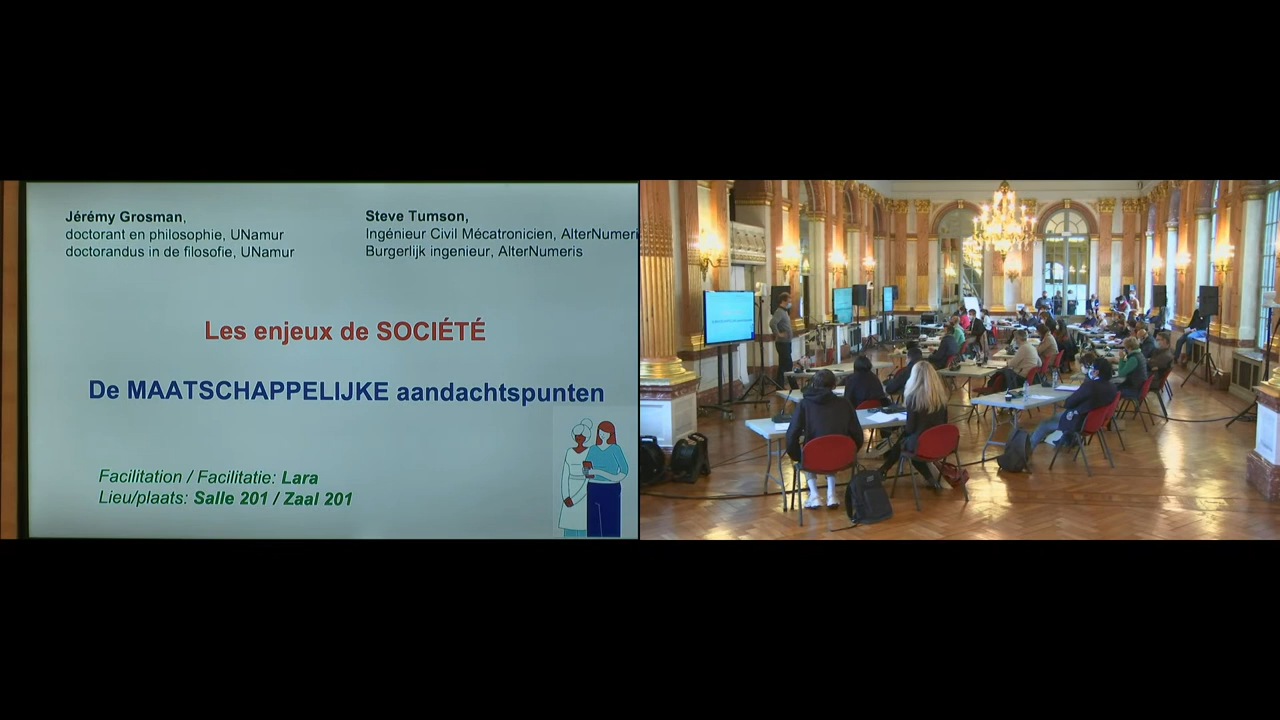 Jérémy Grosman,
doctorant en philosophie, UNamur
doctorandus in de filosofie, UNamur
Steve Tumson,
Ingénieur Civil Mécatronicien, AlterNumeri
Burgerlijk ingenieur, AlterNumeris
Les enjeux de SOCIÉTÉ
De MAATSCHAPPELIJKE aandachtspunten
Facilitation / Facilitatie: Lara
Lieu/plaats: Salle 201 / Zaal 201